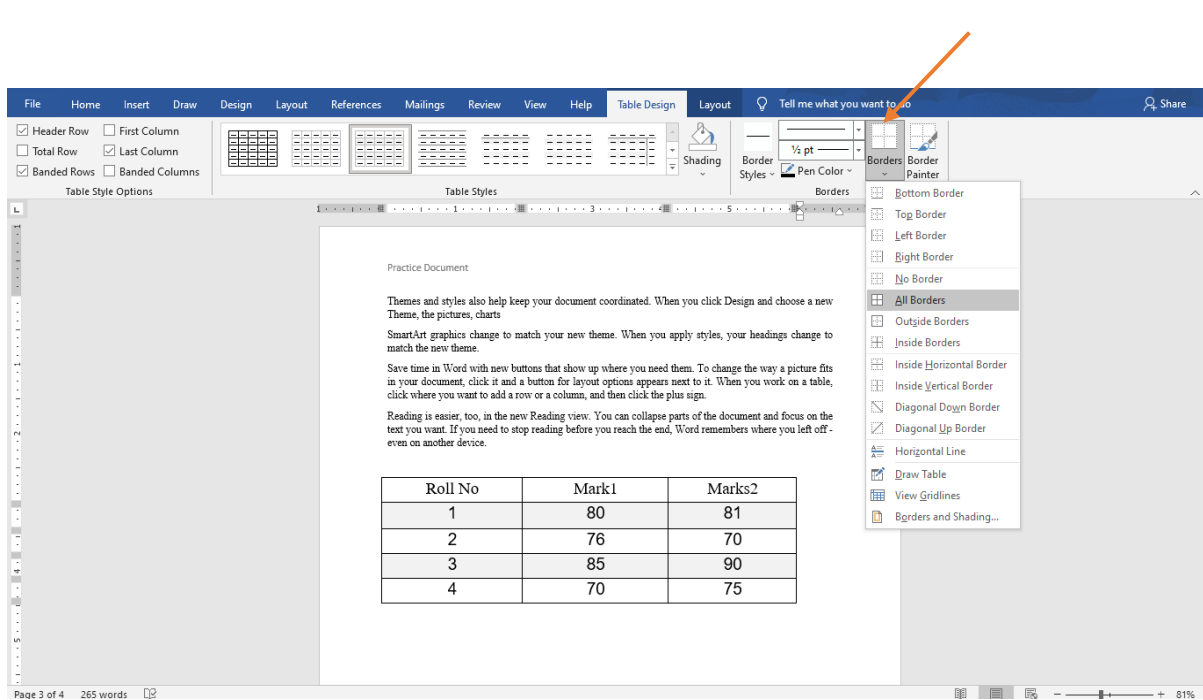 File Home Insert Draw Design Layout References Mailings Review View Help Table Design Layout Tell me what you want to do Share
Header Row First Column
Total Row Last Column
Banded Rows Banded Columns
Table Style Options
Table Styles
Shading
Border Styles
½ pt
Pen Color
Borders
Border Painter
Borders
Bottom Border
Top Border
Left Border
Right Border
No Border
All Borders
Outside Borders
Inside Borders
Inside Horizontal Border
Inside Vertical Border
Diagonal Down Border
Diagonal Up Border
Horizontal Line
Draw Table
View Gridlines
Borders and Shading...
L
1 1 3 4 5
Practice Document
Themes and styles also help keep your document coordinated. When you click Design and choose a new
Theme, the pictures, charts
SmartArt graphics change to match your new theme. When you apply styles, your headings change to
match the new theme.
Save time in Word with new buttons that show up where you need them. To change the way a picture fits
in your document, click it and a button for layout options appears next to it. When you work on a table,
click where you want to add a row or a column, and then click the plus sign.
Reading is easier, too, in the new Reading view. You can collapse parts of the document and focus on the
text you want. If you need to stop reading before you reach the end, Word remembers where you left off -
even on another device.
Roll No Mark1 Marks2
1 80 81
2 76 70
3 85 90
4 70 75
Page 3 of 4 265 words 81%